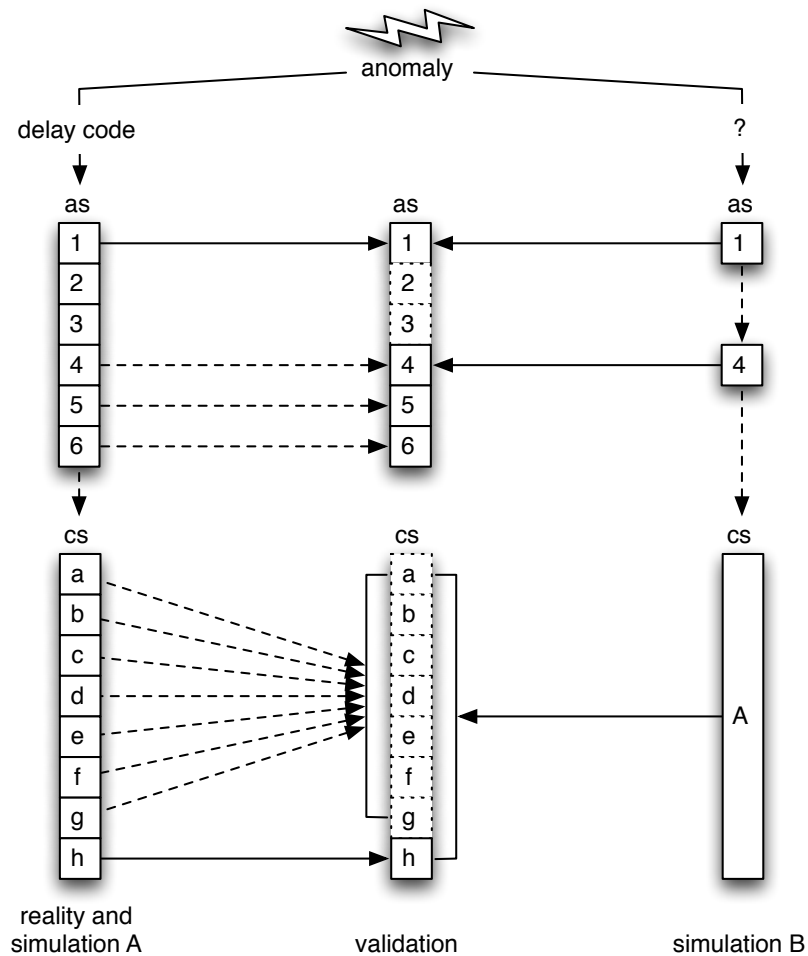 anomaly
delay code
?
as
as
as
1
1
1
2
2
3
3
4
4
4
5
5
6
6
cs
cs
cs
a
a
b
b
c
c
d
d
A
e
e
f
f
g
g
h
h
reality and
simulation A
validation
simulation B